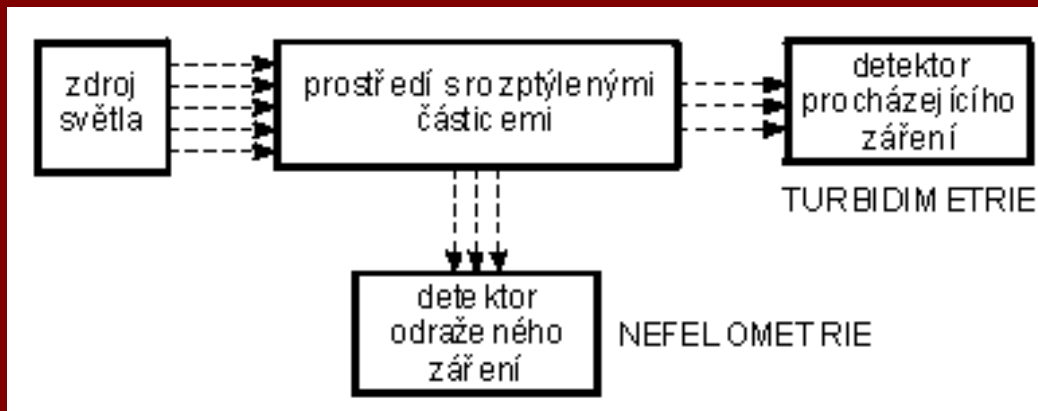 zdroj
světla
prostředí s rozptýlenými
částicemi
detektor
procházejícího
záření
TURBIDIMETRIE
detektor
odraženého
záření
NEFELOMETRIE